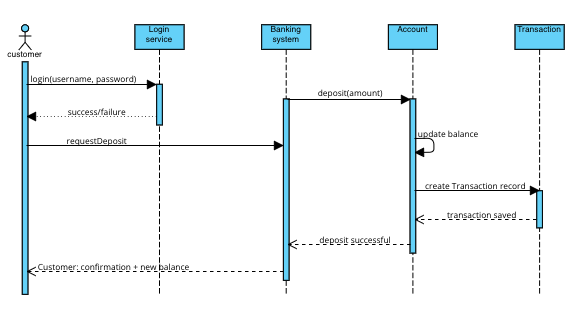 customer
Login
service
Banking
system
Account
Transaction
login(username, password)
deposit(amount)
success/failure
update balance
requestDeposit
create Transaction record
transaction saved
deposit successful
Customer: confirmation + new balance